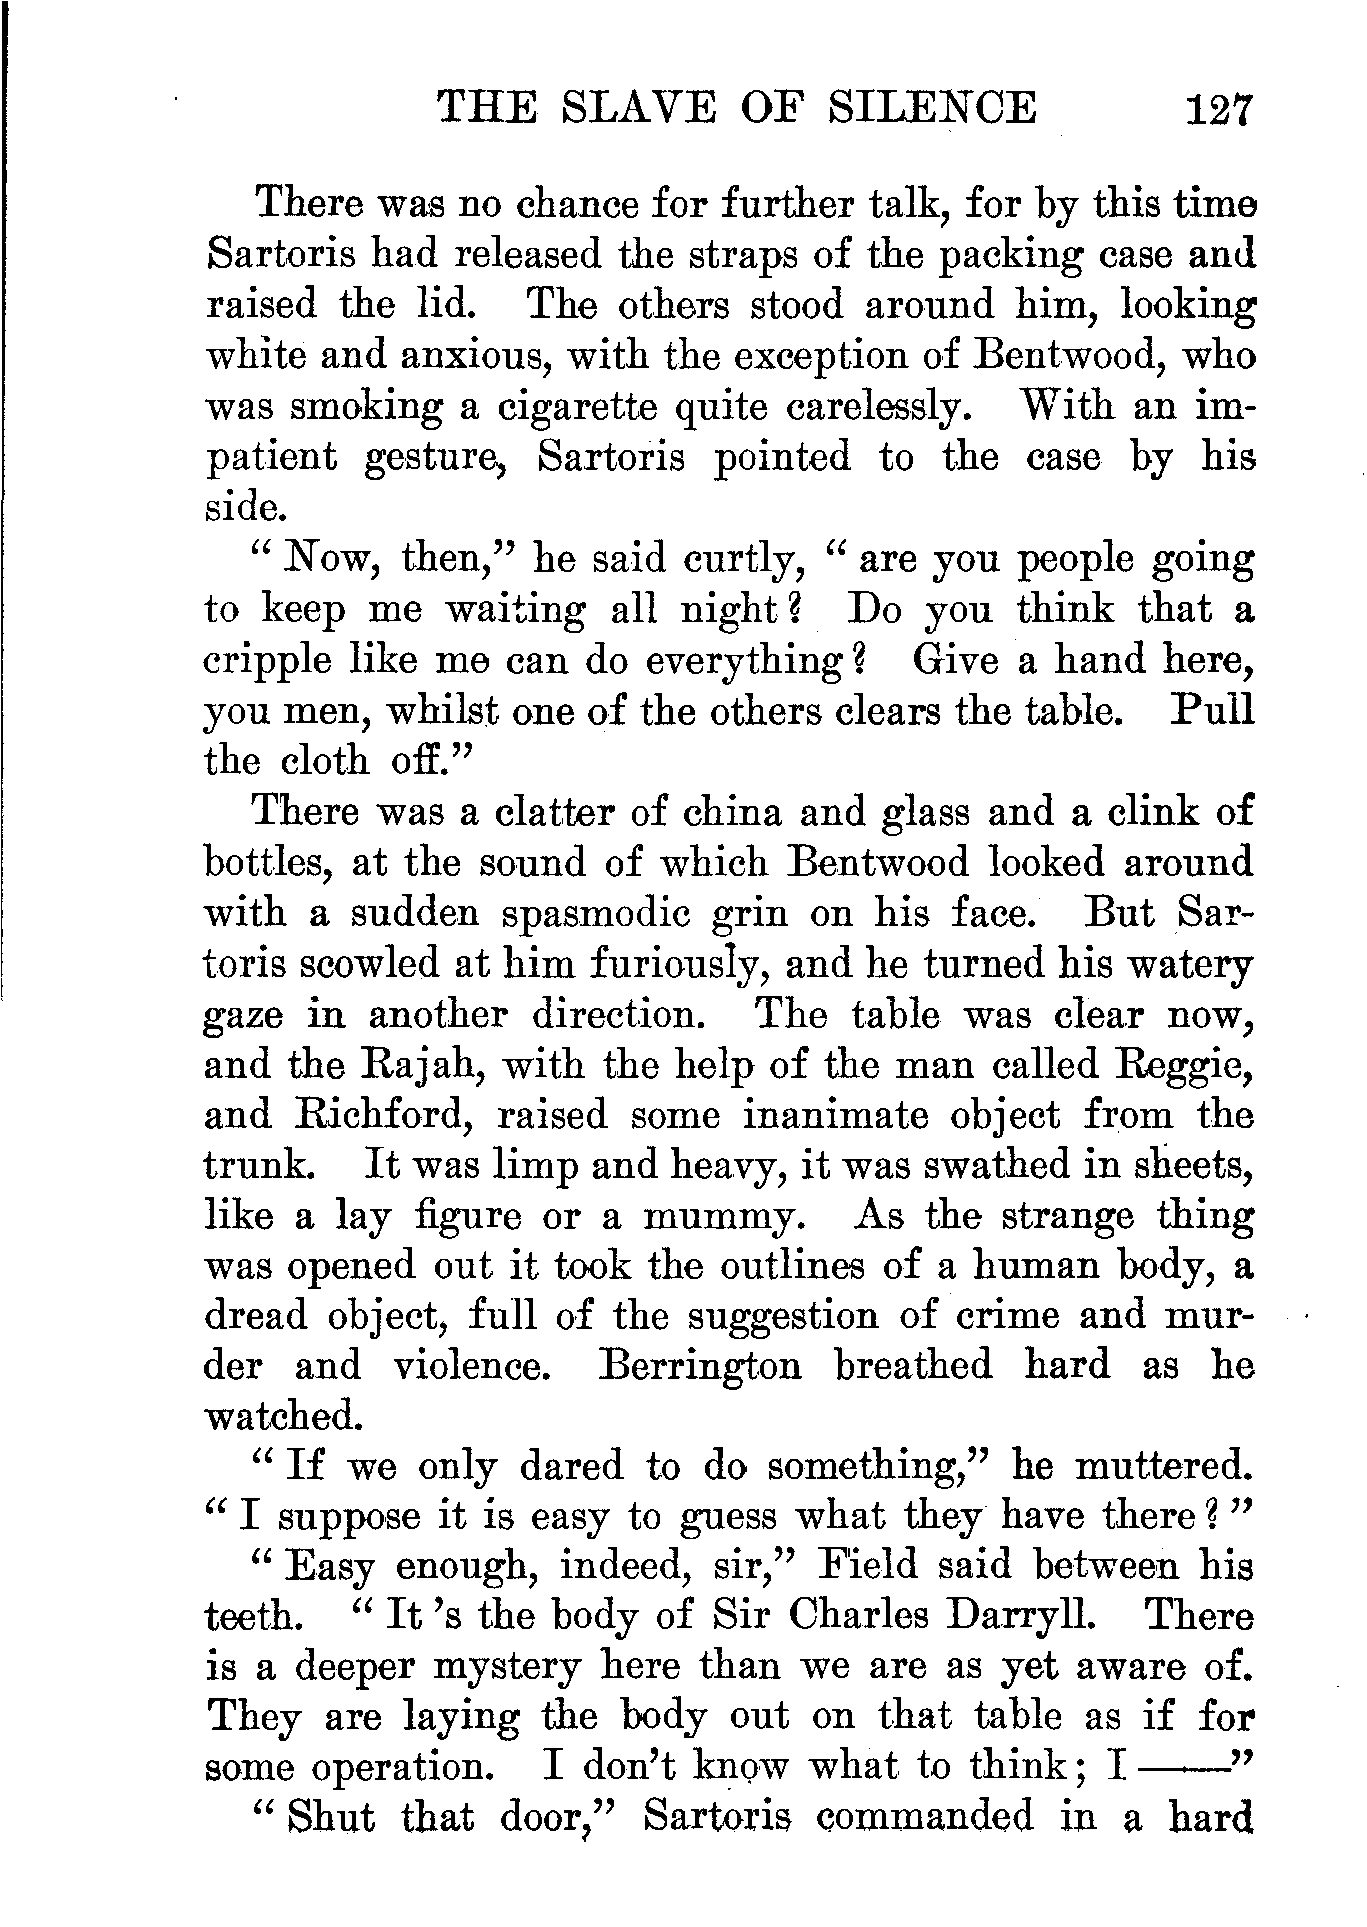 THE SLAVE OF SILENCE 127
There was no chance for further talk, for by this time
Sartoris had released the straps of the packing case and
raised the lid. The others stood around him, looking
white and anxious, with the exception of Bentwood, who
was smoking a cigarette quite carelessly. With an im-
patient gesture, Sartoris pointed to the case by his
side.
“ Now, then,” he said curtly, “ are you people going
to keep me waiting all night? Do you think that a
cripple like me can do everything? Give a hand here,
you men, whilst one of the others clears the table. Pull
the cloth off.”
There was a clatter of china and glass and a clink of
bottles, at the sound of which Bentwood looked around
with a sudden spasmodic grin on his face. But Sar-
toris scowled at him furiously, and he turned his watery
gaze in another direction. The table was clear now,
and the Rajah, with the help of the man called Reggie,
and Richford, raised some inanimate object from the
trunk. It was limp and heavy, it was swathed in sheets,
like a lay figure or a mummy. As the strange thing
was opened out it took the outlines of a human body, a
dread object, full of the suggestion of crime and mur-
der and violence. Berrington breathed hard as he
watched.
“ If we only dared to do something,” he muttered.
“ I suppose it is easy to guess what they have there? ”
“ Easy enough, indeed, sir,” Field said between his
teeth. “ It 's the body of Sir Charles Darryll. There
is a deeper mystery here than we are as yet aware of.
They are laying the body out on that table as if for
some operation. I don't know what to think; I ——”
“ Shut that door,” Sartoris commanded in a hard